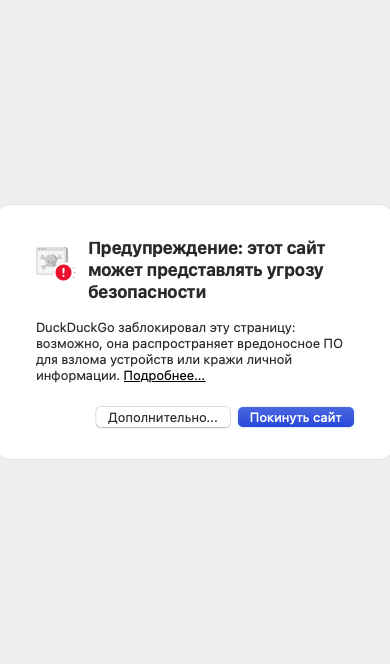 Предупреждение: этот сайт
может представлять угрозу
безопасности
DuckDuckGo заблокировал эту страницу:
возможно, она распространяет вредоносное ПО
для взлома устройств или кражи личной
информации. Подробнее...
Дополнительно...
Покинуть сайт